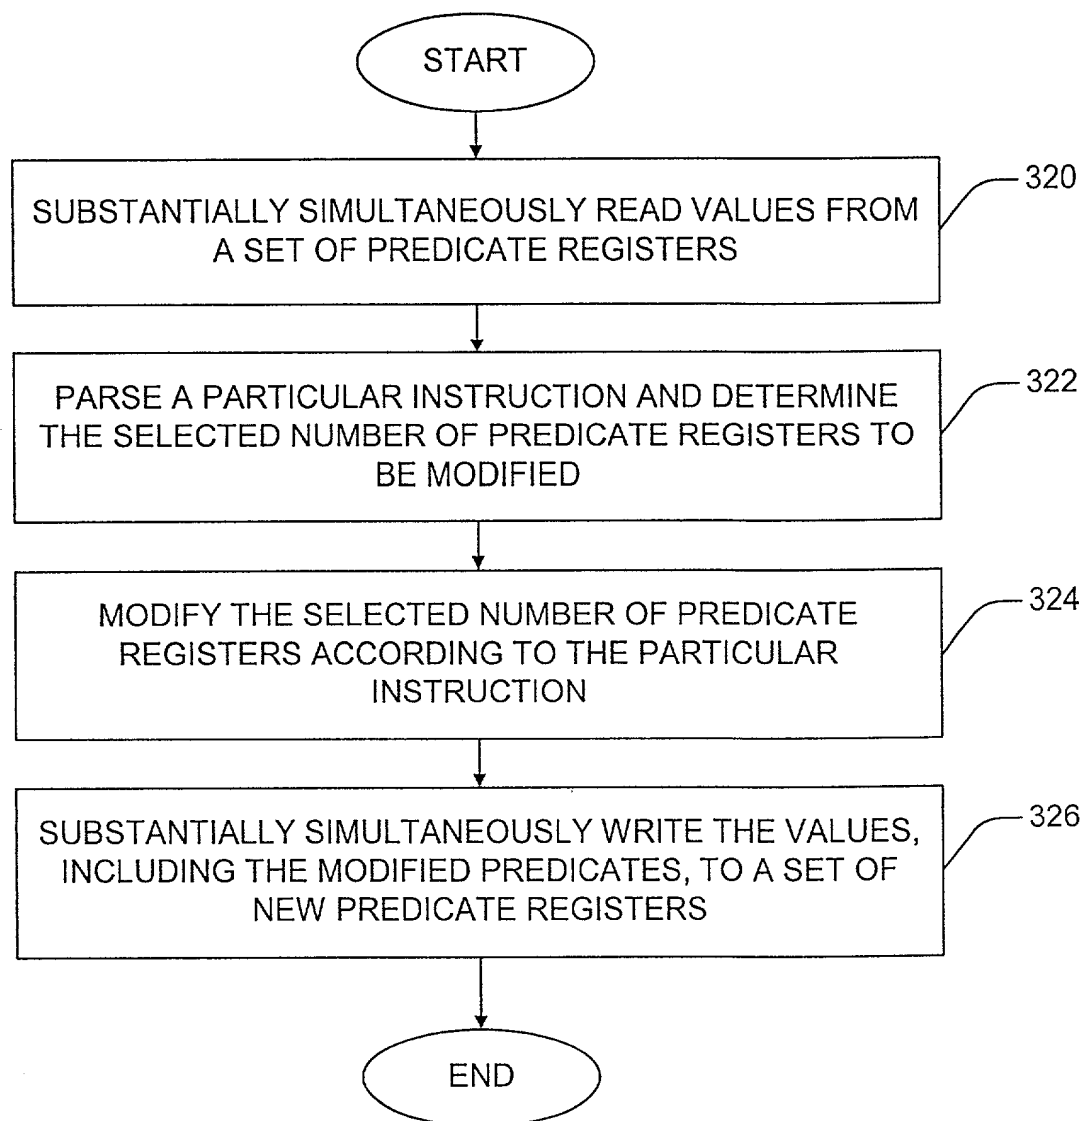 START
320
SUBSTANTIALLY SIMULTANEOUSLY READ VALUES FROM
A SET OF PREDICATE REGISTERS
322
PARSE A PARTICULAR INSTRUCTION AND DETERMINE
THE SELECTED NUMBER OF PREDICATE REGISTERS TO
BE MODIFIED
324
MODIFY THE SELECTED NUMBER OF PREDICATE
REGISTERS ACCORDING TO THE PARTICULAR
INSTRUCTION
326
SUBSTANTIALLY SIMULTANEOUSLY WRITE THE VALUES,
INCLUDING THE MODIFIED PREDICATES, TO A SET OF
NEW PREDICATE REGISTERS
END